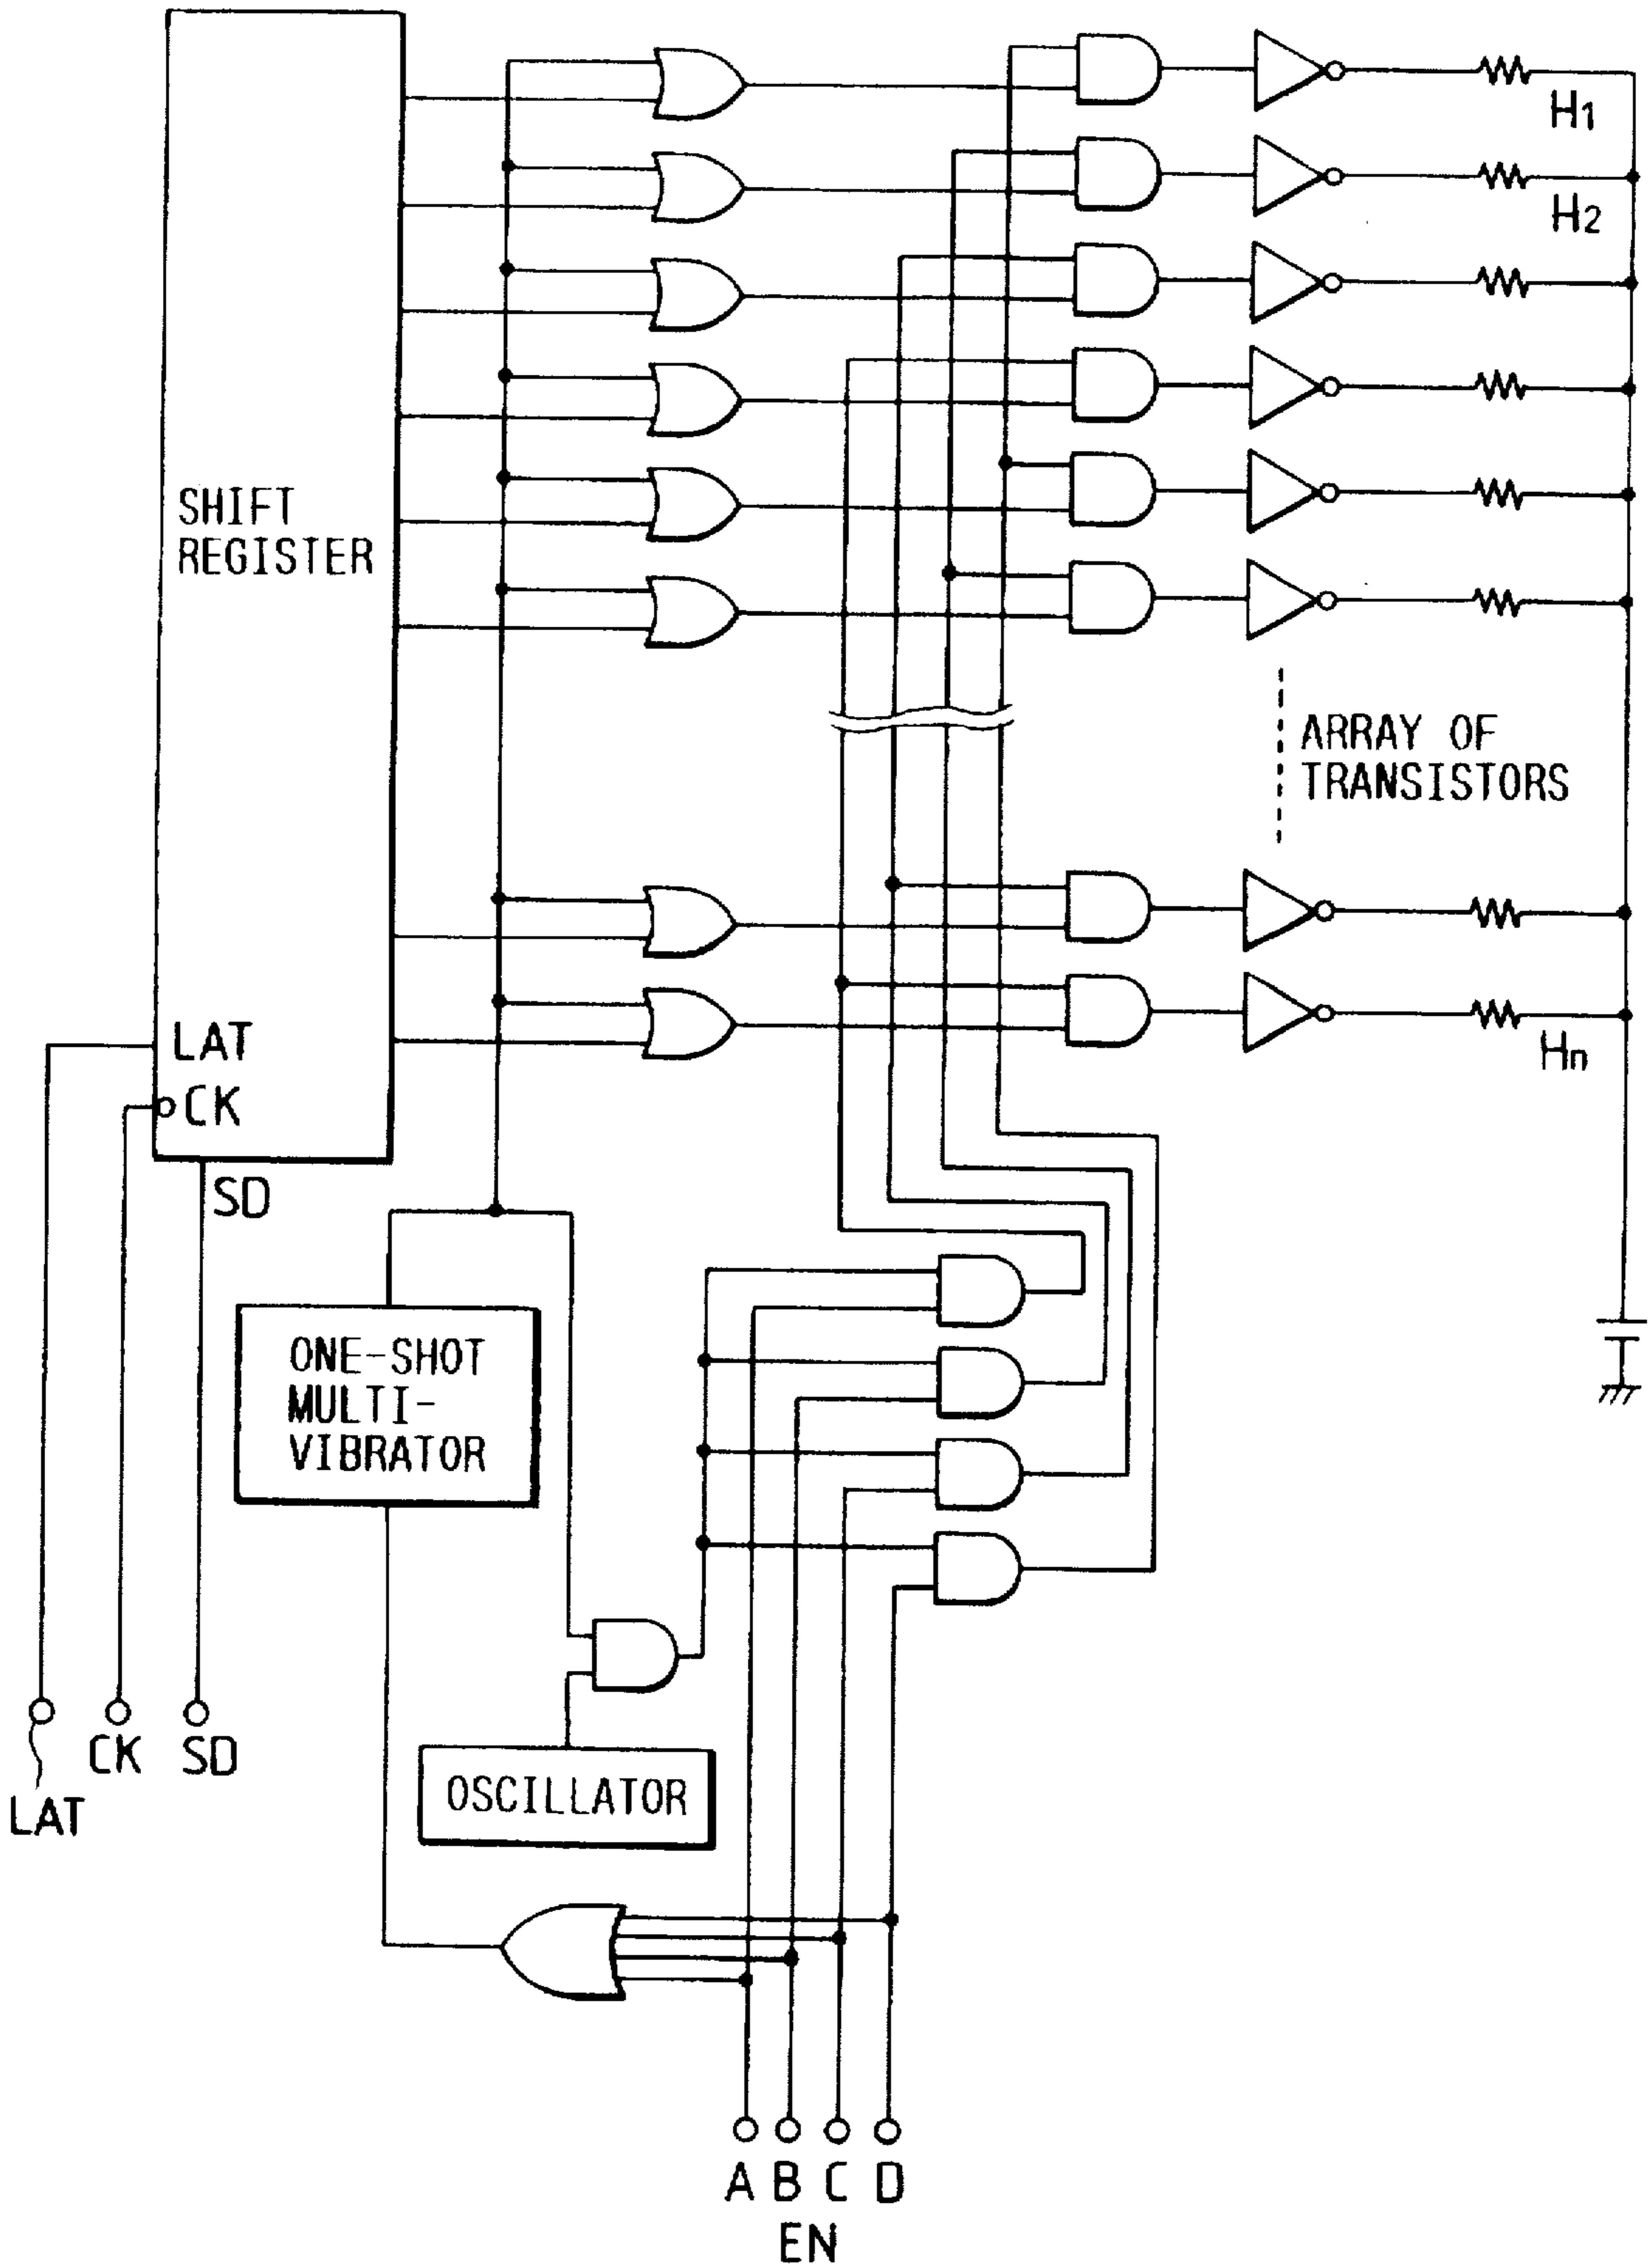 H1
H2
SHIFT
REGISTER
ARRAY OF
TRANSISTORS
LAT
CK
Hn
SD
ONE-SHOT
MULTI-
VIBRATOR
CK SD
LAT
OSCILLATOR
A B C D
EN